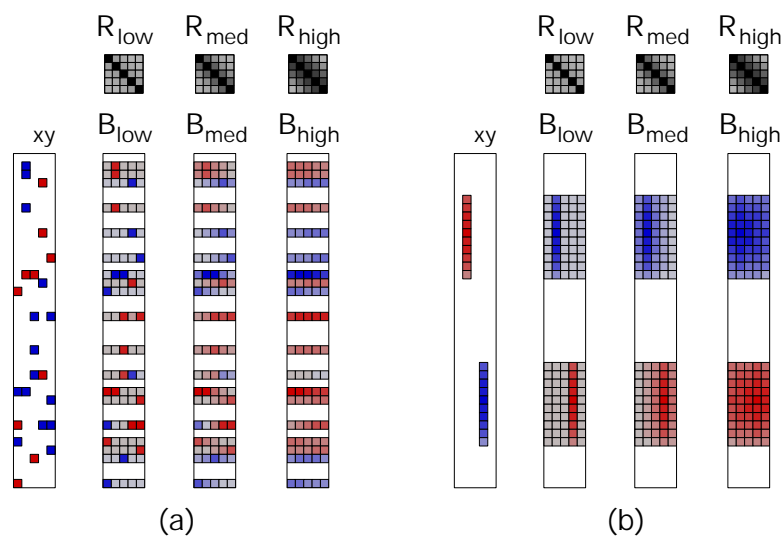 R_low R_med R_high R_low R_med R_high
xy B_low B_med B_high xy B_low B_med B_high
(a) (b)